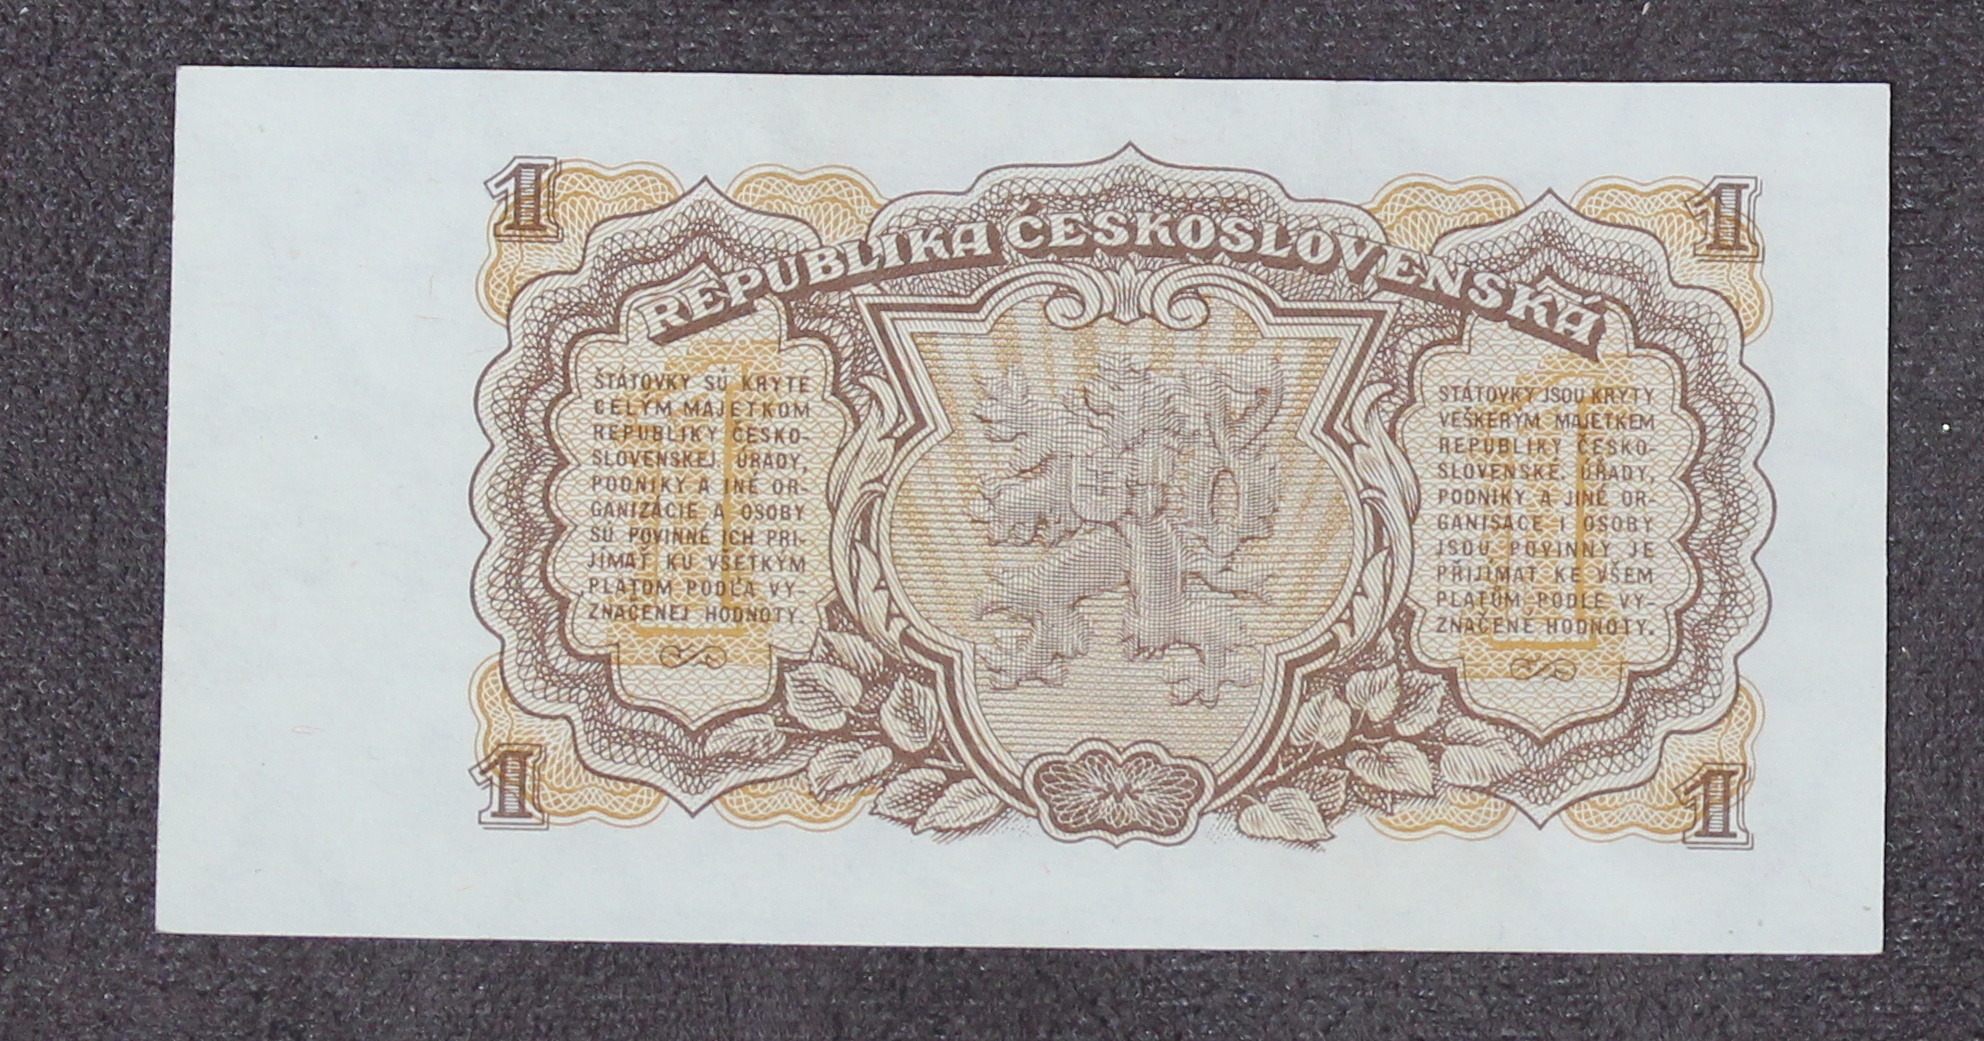 1
1
REPUBLIKA ČESKOSLOVENSKÁ
ŠTÁTOVKY SÚ KRYTÉ
CELÝM MAJETKOM
REPUBLIKY ČESKO-
SLOVENSKEJ. ÚRADY,
PODNIKY A INÉ OR-
GANIZÁCIE A OSOBY
SÚ POVINNÉ ICH PRI-
JÍMAŤ KU VŠETKÝM
PLATOM PODĽA VY-
ZNAČENEJ HODNOTY.
1
STÁTOVKY JSOU KRYTY
VEŠKERÝM MAJETKEM
REPUBLIKY ČESKO-
SLOVENSKÉ. ÚŘADY,
PODNIKY A JINÉ OR-
GANISACE I OSOBY
JSOU POVINNY JE
PŘIJÍMAT KE VŠEM
PLATŮM PODLE VY-
ZNAČENÉ HODNOTY.
1
1
1